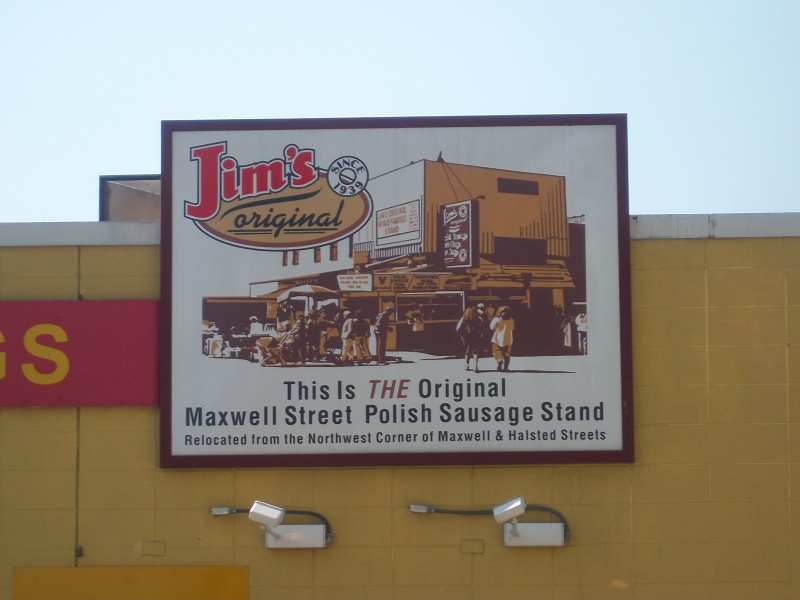 Jim's
SINCE
1939
original
GS
This Is THE Original
Maxwell Street Polish Sausage Stand
Relocated from the Northwest Corner of Maxwell & Halsted Streets